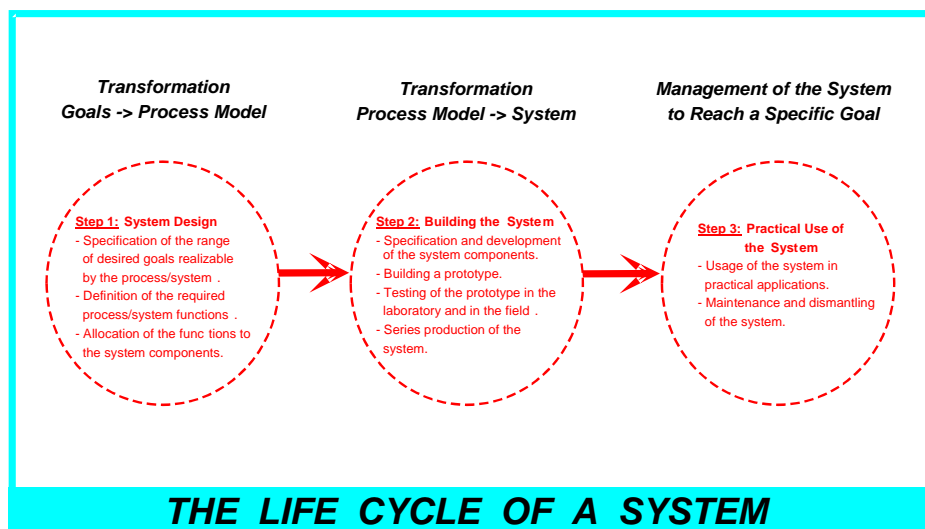 Transformation
Goals -> Process Model
Transformation
Process Model -> System
Management of the System
to Reach a Specific Goal
Step 1: System Design
- Specification of the range
of desired goals realizable
by the process/system .
- Definition of the required
process/system functions .
- Allocation of the func tions to
the system components.
Step 2: Building the System
- Specification and development
of the system components.
- Building a prototype.
- Testing of the prototype in the
laboratory and in the field .
- Series production of the
system.
Step 3: Practical Use of
the System
- Usage of the system in
practical applications.
- Maintenance and dismantling
of the system.
THE LIFE CYCLE OF A SYSTEM